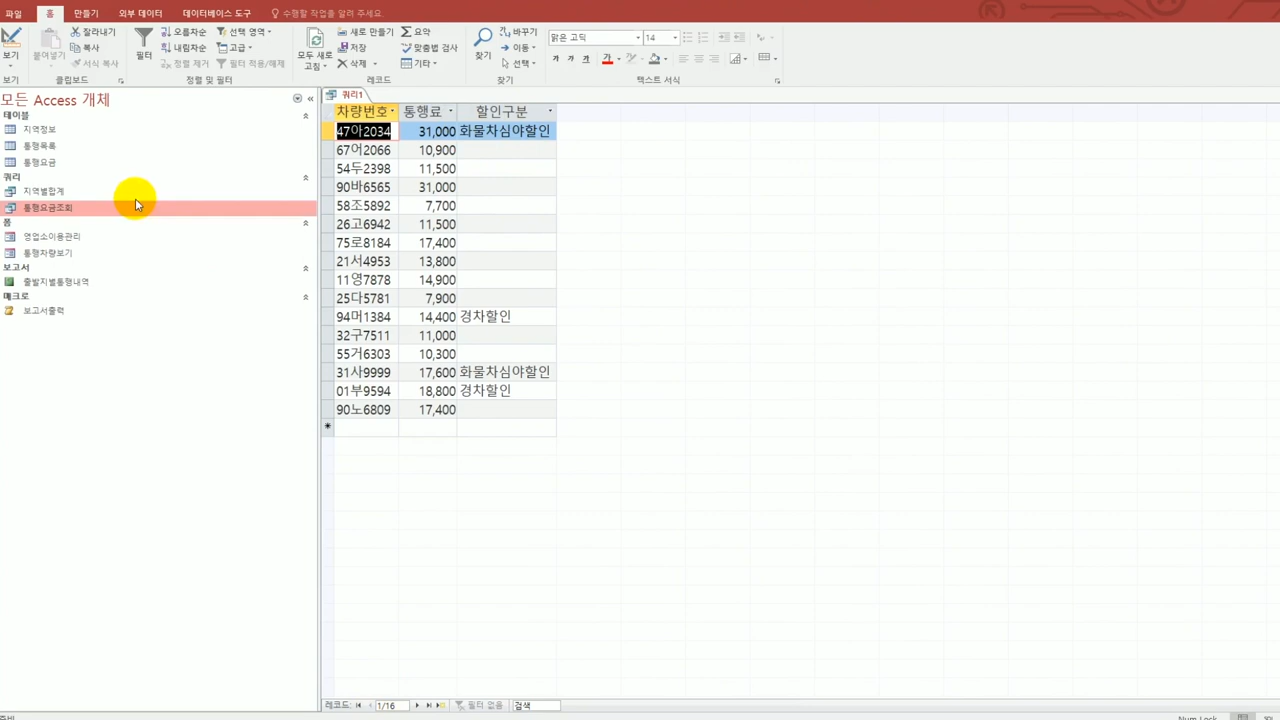 파일 홈 만들기 외부 데이터 데이터베이스 도구 수행할 작업을 알려 주세요.
보기
보기
붙여넣기
잘라내기
복사
서식 복사
클립보드
필터
오름차순
내림차순
정렬 제거
선택 영역
고급
필터 적용/해제
정렬 및 필터
모두 새로
고침
새로 만들기
저장
삭제
요약
맞춤법 검사
기타
레코드
찾기
바꾸기
이동
선택
찾기
맑은 고딕 14
가 가 가 가
텍스트 서식
모든 Access 개체
테이블
지역정보
통행목록
통행요금
쿼리
지역별합계
통행요금조회
폼
영업소이용관리
통행차량보기
보고서
출발지별통행내역
매크로
보고서출력
쿼리1
차량번호 통행료 할인구분
47아2034 31,000 화물차심야할인
67어2066 10,900
54두2398 11,500
90바6565 31,000
58조5892 7,700
26고6942 11,500
75로8184 17,400
21서4953 13,800
11영7878 14,900
25다5781 7,900
94머1384 14,400 경차할인
32구7511 11,000
55거6303 10,300
31사9999 17,600 화물차심야할인
01부9594 18,800 경차할인
90노6809 17,400
레코드: 1/16 필터 없음 검색
Num Lock